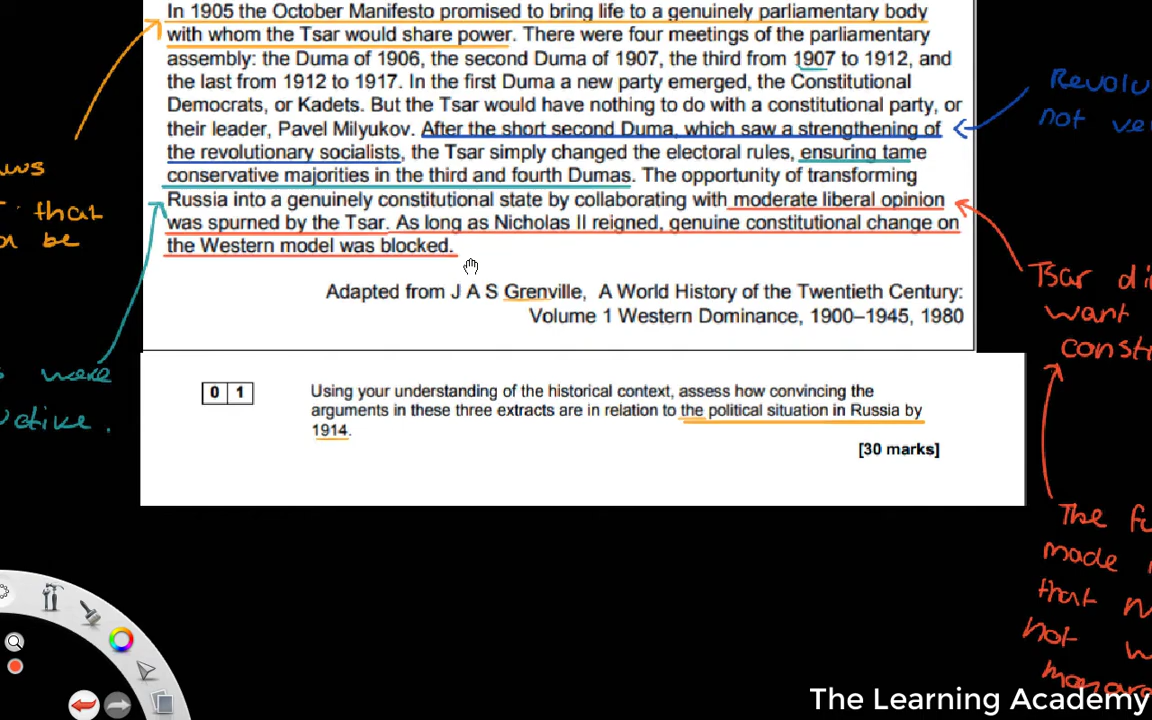 In 1905 the October Manifesto promised to bring life to a genuinely parliamentary body
with whom the Tsar would share power. There were four meetings of the parliamentary
assembly: the Duma of 1906, the second Duma of 1907, the third from 1907 to 1912, and
the last from 1912 to 1917. In the first Duma a new party emerged, the Constitutional
Democrats, or Kadets. But the Tsar would have nothing to do with a constitutional party, or
their leader, Pavel Milyukov. After the short second Duma, which saw a strengthening of
the revolutionary socialists, the Tsar simply changed the electoral rules, ensuring tame
conservative majorities in the third and fourth Dumas. The opportunity of transforming
Russia into a genuinely constitutional state by collaborating with moderate liberal opinion
was spurned by the Tsar. As long as Nicholas II reigned, genuine constitutional change on
the Western model was blocked.
Adapted from J A S Grenville, A World History of the Twentieth Century:
Volume 1 Western Dominance, 1900–1945, 1980
0 1
Using your understanding of the historical context, assess how convincing the
arguments in these three extracts are in relation to the political situation in Russia by
1914.
[30 marks]
that
be
were
Revolu
not ve
Tsar di
want
const
The fu
made
that
not w
The Learning Academy